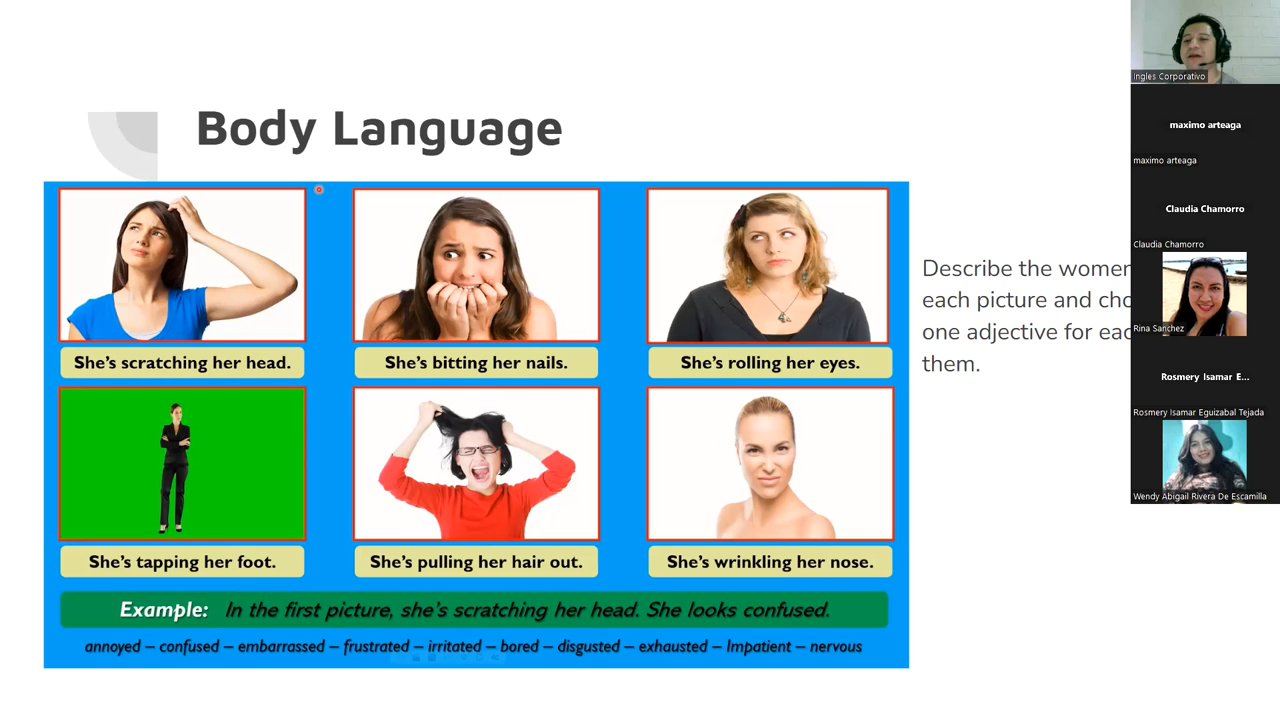 Body Language
She's scratching her head.
She's bitting her nails.
She's rolling her eyes.
She's tapping her foot.
She's pulling her hair out.
She's wrinkling her nose.
Example: In the first picture, she's scratching her head. She looks confused.
annoyed – confused – embarrassed – frustrated – irritated – bored – disgusted – exhausted – Impatient – nervous
Describe the
each picture and
one adjective for
them.
Ingles Corporativo
maximo arteaga
maximo arteaga
Claudia Chamorro
Claudia Chamorro
Rina Sanchez
Rosmery Isamar E...
Rosmery Isamar Eguizabal Tejada
Wendy Abigail Rivera De Escamilla